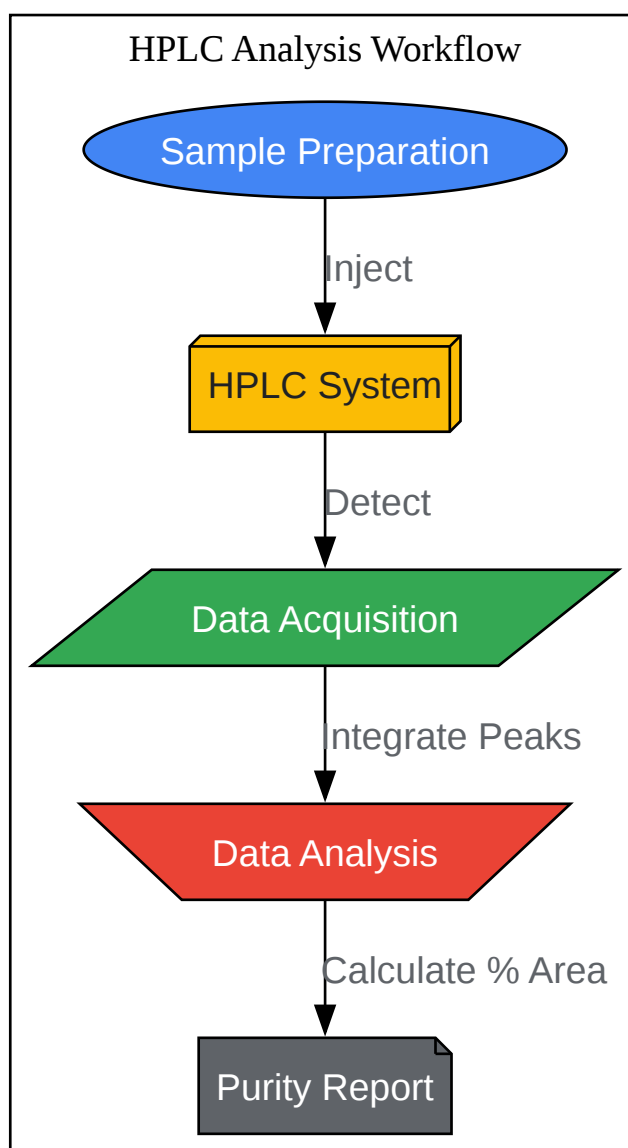 HPLC Analysis Workflow
Sample Preparation
Inject
HPLC System
Detect
Data Acquisition
Integrate Peaks
Data Analysis
Calculate % Area
Purity Report